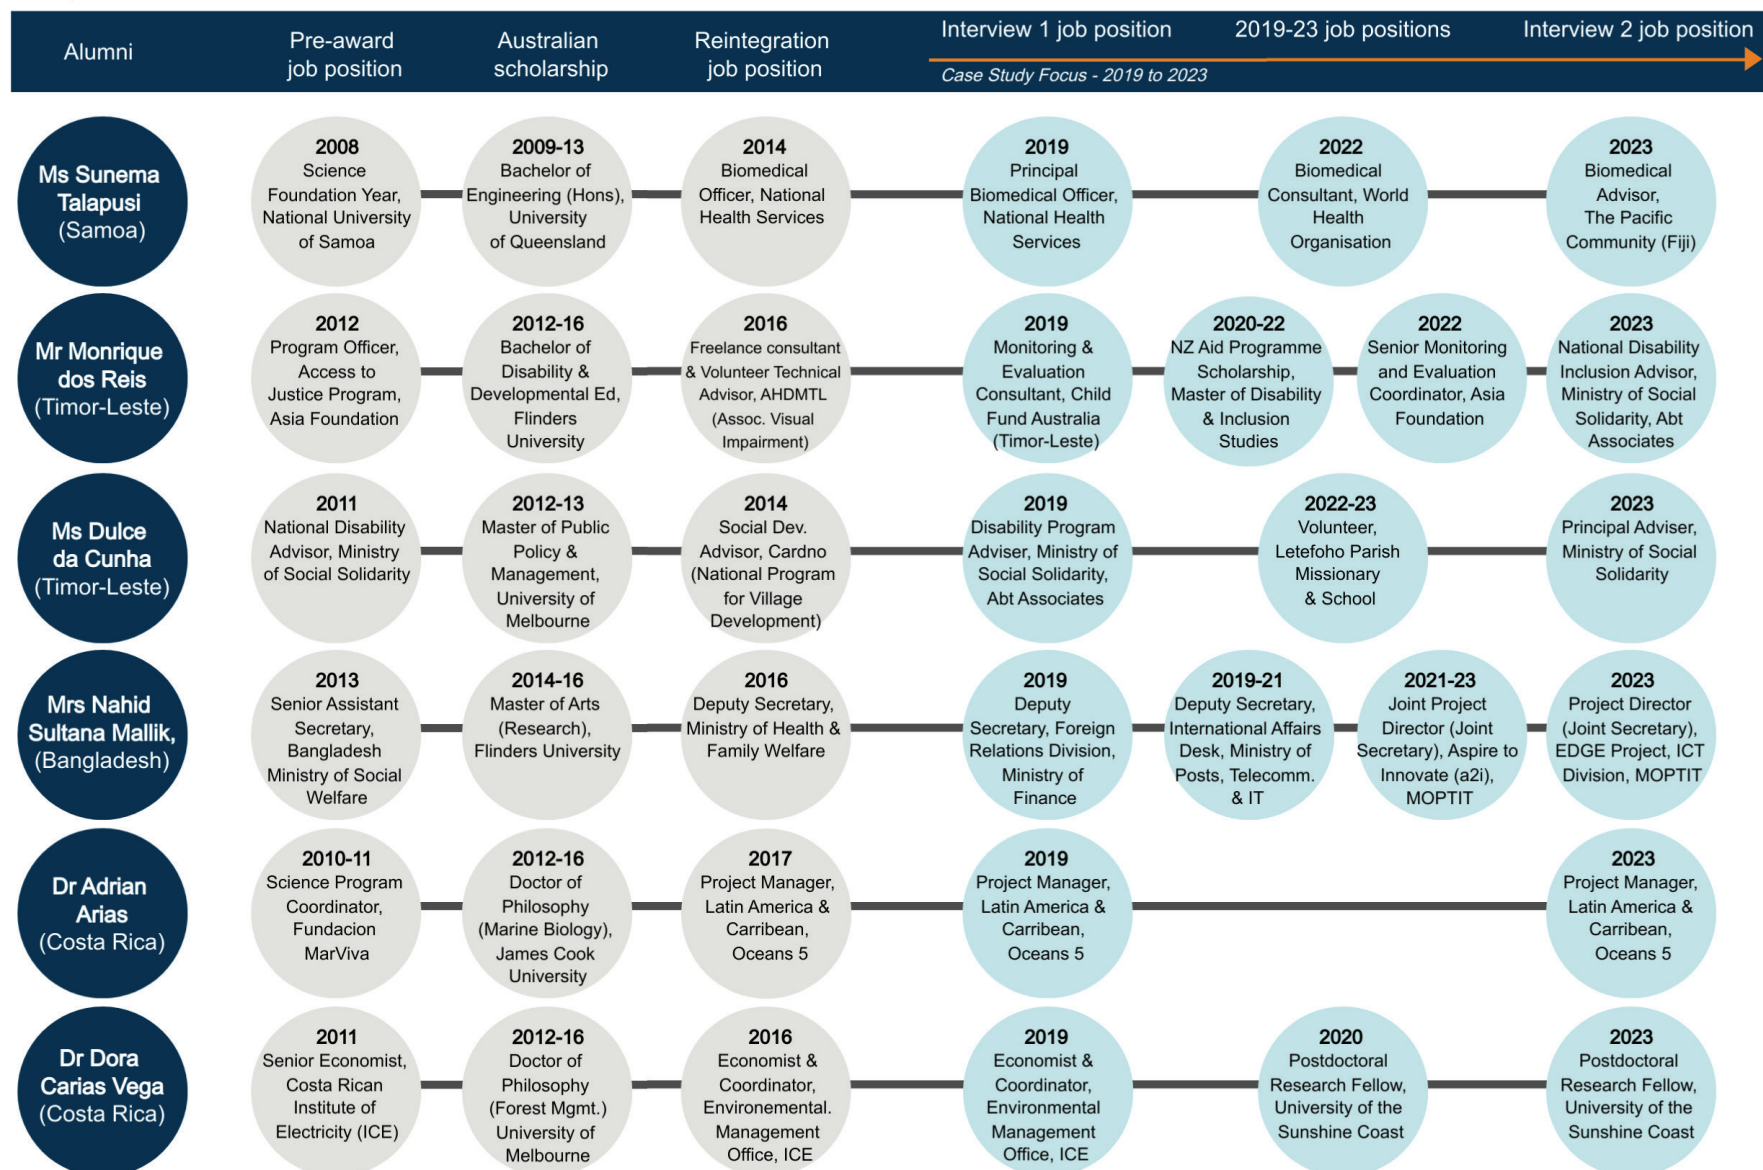 Alumni
Pre-award
job position
Australian
scholarship
Reintegration
job position
Interview 1 job position
2019-23 job positions
Interview 2 job position
Case Study Focus - 2019 to 2023
Ms Sunema
Talapusi
(Samoa)
2008
Science
Foundation Year,
National University
of Samoa
2009-13
Bachelor of
Engineering (Hons),
University
of Queensland
2014
Biomedical
Officer, National
Health Services
2019
Principal
Biomedical Officer,
National Health
Services
2022
Biomedical
Consultant, World
Health
Organisation
2023
Biomedical
Advisor,
The Pacific
Community (Fiji)
Mr Monrique
dos Reis
(Timor-Leste)
2012
Program Officer,
Access to
Justice Program,
Asia Foundation
2012-16
Bachelor of
Disability &
Developmental Ed,
Flinders
University
2016
Freelance consultant
& Volunteer Technical
Advisor, AHDMTL
(Assoc. Visual
Impairment)
2019
Monitoring &
Evaluation
Consultant, Child
Fund Australia
(Timor-Leste)
2020-22
NZ Aid Programme
Scholarship,
Master of Disability
& Inclusion
Studies
2022
Senior Monitoring
and Evaluation
Coordinator, Asia
Foundation
2023
National Disability
Inclusion Advisor,
Ministry of Social
Solidarity, Abt
Associates
Ms Dulce
da Cunha
(Timor-Leste)
2011
National Disability
Advisor, Ministry
of Social Solidarity
2012-13
Master of Public
Policy &
Management,
University of
Melbourne
2014
Social Dev.
Advisor, Cardno
(National Program
for Village
Development)
2019
Disability Program
Adviser, Ministry of
Social Solidarity,
Abt Associates
2022-23
Volunteer,
Letefoho Parish
Missionary
& School
2023
Principal Adviser,
Ministry of Social
Solidarity
Mrs Nahid
Sultana Mallik,
(Bangladesh)
2013
Senior Assistant
Secretary,
Bangladesh
Ministry of Social
Welfare
2014-16
Master of Arts
(Research),
Flinders University
2016
Deputy Secretary,
Ministry of Health &
Family Welfare
2019
Deputy
Secretary, Foreign
Relations Division,
Ministry of
Finance
2019-21
Deputy Secretary,
International Affairs
Desk, Ministry of
Posts, Telecomm.
& IT
2021-23
Joint Project
Director (Joint
Secretary), Aspire to
Innovate (a2i),
MOPTIT
2023
Project Director
(Joint Secretary),
EDGE Project, ICT
Division, MOPTIT
Dr Adrian
Arias
(Costa Rica)
2010-11
Science Program
Coordinator,
Fundacion
MarViva
2012-16
Doctor of
Philosophy
(Marine Biology),
James Cook
University
2017
Project Manager,
Latin America &
Carribean,
Oceans 5
2019
Project Manager,
Latin America &
Carribean,
Oceans 5
2023
Project Manager,
Latin America &
Carribean,
Oceans 5
Dr Dora
Carias Vega
(Costa Rica)
2011
Senior Economist,
Costa Rican
Institute of
Electricity (ICE)
2012-16
Doctor of
Philosophy
(Forest Mgmt.)
University of
Melbourne
2016
Economist &
Coordinator,
Environemental.
Management
Office, ICE
2019
Economist &
Coordinator,
Environmental
Management
Office, ICE
2020
Postdoctoral
Research Fellow,
University of the
Sunshine Coast
2023
Postdoctoral
Research Fellow,
University of the
Sunshine Coast